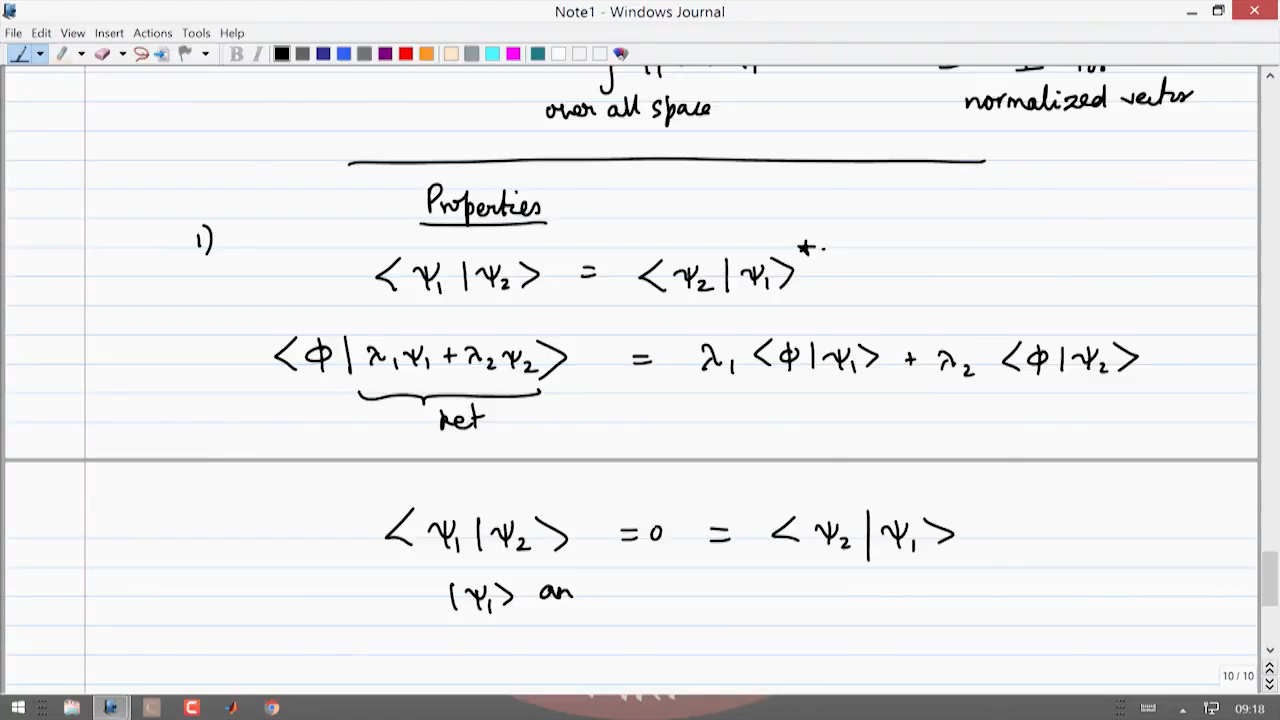 Note1 - Windows Journal
File Edit View Insert Actions Tools Help
B I
over all space
normalized vector
Properties
1)
< ψ₁ | ψ₂ > = < ψ₂ | ψ₁ >*
< ϕ | λ₁ψ₁ + λ₂ψ₂ > = λ₁ < ϕ | ψ₁ > + λ₂ < ϕ | ψ₂ >
ket
< ψ₁ | ψ₂ > = 0 = < ψ₂ | ψ₁ >
| ψ₁ > an
10 / 10
09:18